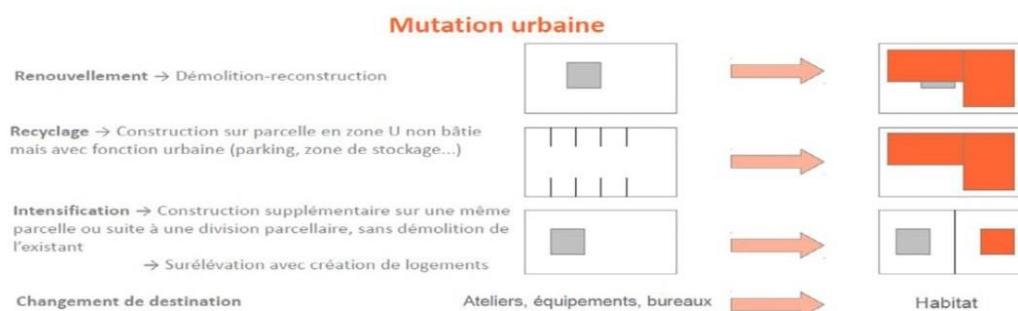 Mutation urbaine
Renouvellement → Démolition-reconstruction
Recyclage → Construction sur parcelle en zone U non bâtie
mais avec fonction urbaine (parking, zone de stockage...)
Intensification → Construction supplémentaire sur une même
parcelle ou suite à une division parcellaire, sans démolition de
l'existant
→ Surélévation avec création de logements
Changement de destination
Ateliers, équipements, bureaux
Habitat